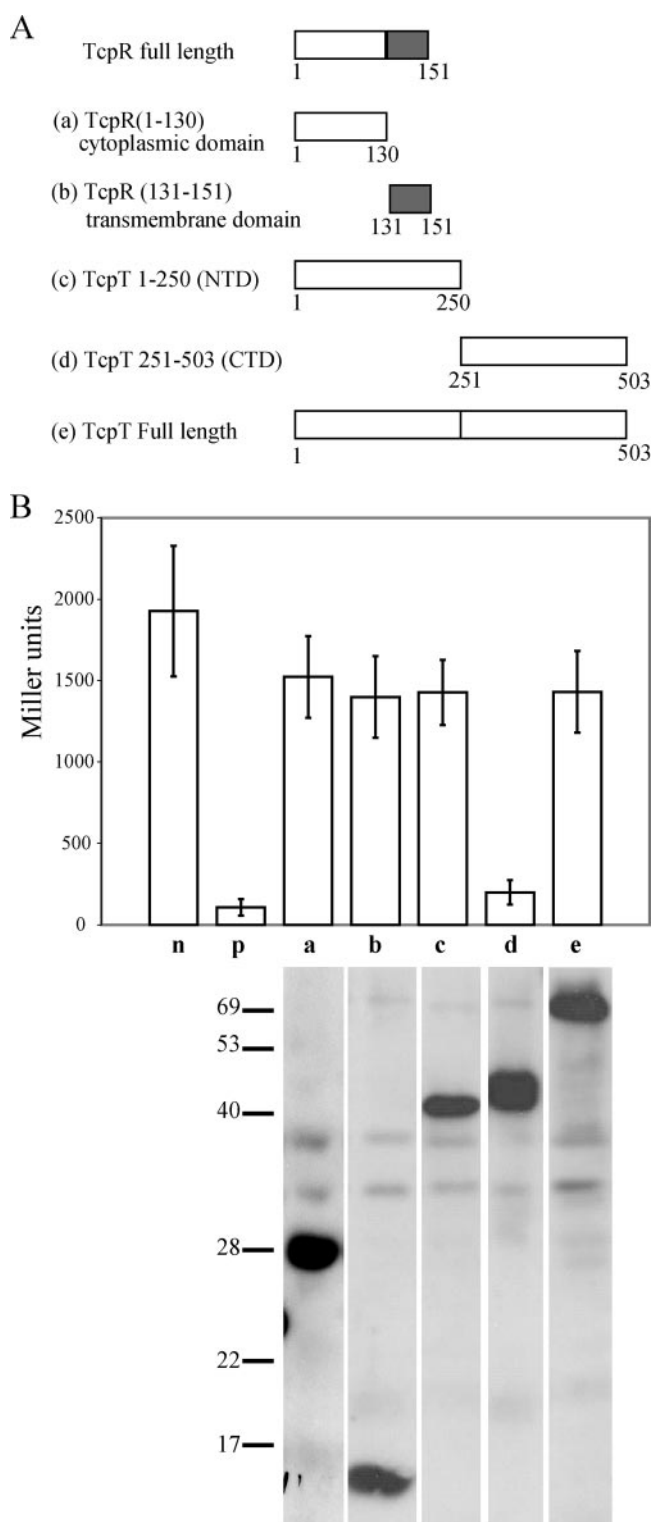 A
TcpR full length
1 151
(a) TcpR(1-130)
cytoplasmic domain
1 130
(b) TcpR (131-151)
transmembrane domain
131 151
(c) TcpT 1-250 (NTD)
1 250
(d) TcpT 251-503 (CTD)
251 503
(e) TcpT Full length
1 503
B
Miller units
2500
2000
1500
1000
500
0
n p a b c d e
69
53
40
28
22
17